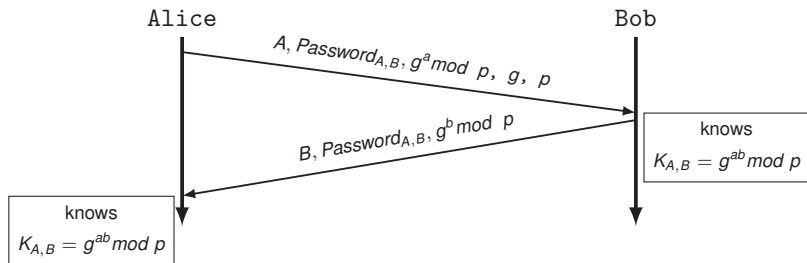 Alice
Bob
A, Password_{A,B}, g^a mod p, g, p
B, Password_{A,B}, g^b mod p
knows
K_{A,B} = g^{ab} mod p
knows
K_{A,B} = g^{ab} mod p